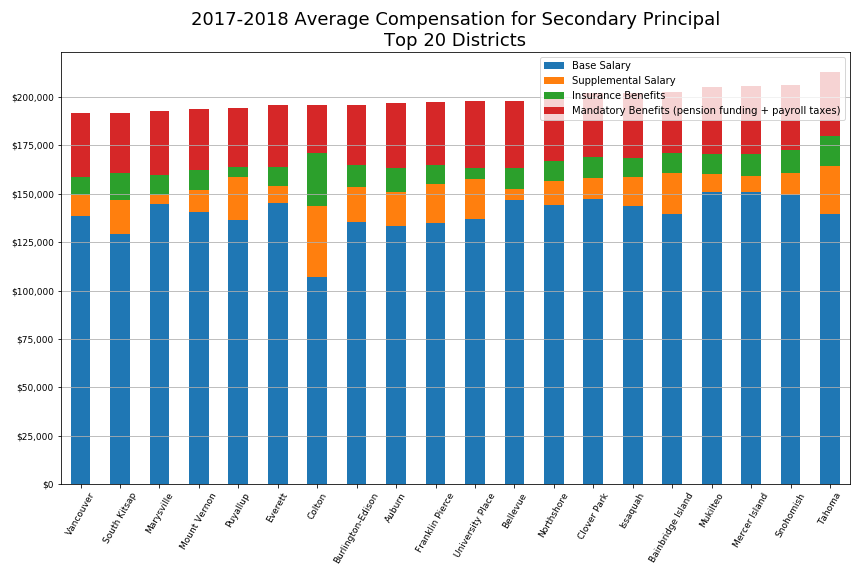 2017-2018 Average Compensation for Secondary Principal
Top 20 Districts
Base Salary
Supplemental Salary
Insurance Benefits
Mandatory Benefits (pension funding + payroll taxes)
$200,000
$175,000
$150,000
$125,000
$100,000
$75,000
$50,000
$25,000
$0
Vancouver
South Kitsap
Marysville
Mount Vernon
Puyallup
Everett
Colton
Burlington-Edison
Auburn
Franklin Pierce
University Place
Bellevue
Northshore
Clover Park
Issaquah
Bainbridge Island
Mukilteo
Mercer Island
Snohomish
Tahoma